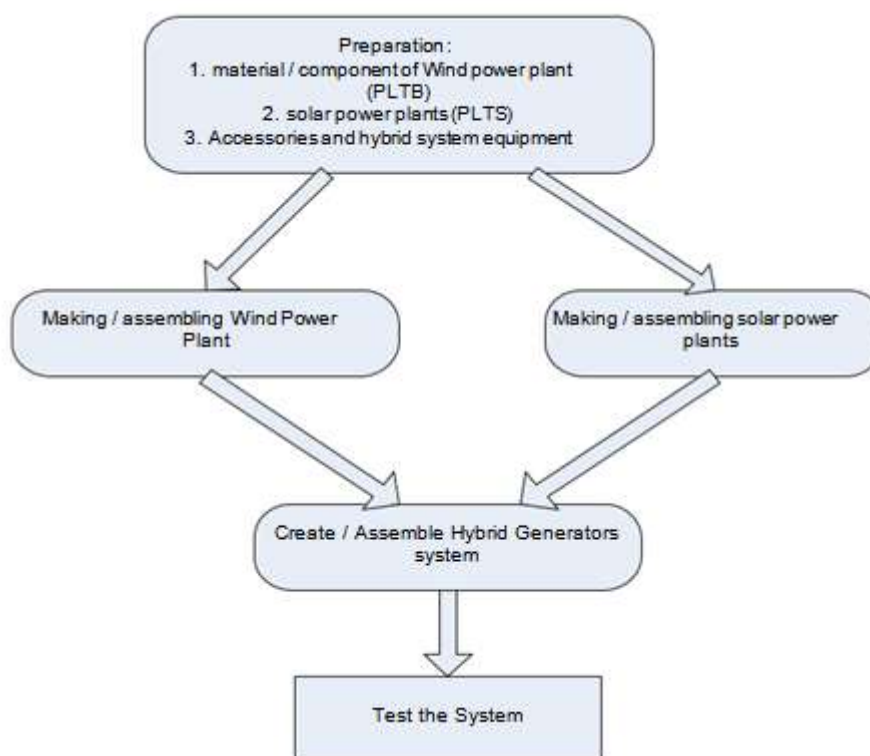 Preparation :
1. material / component of Wind power plant
(PLTB)
2. solar power plants (PLTS)
3. Accessories and hybrid system equipment
Making / assembling Wind Power
Plant
Making / assembling solar power
plants
Create / Assemble Hybrid Generators
system
Test the System